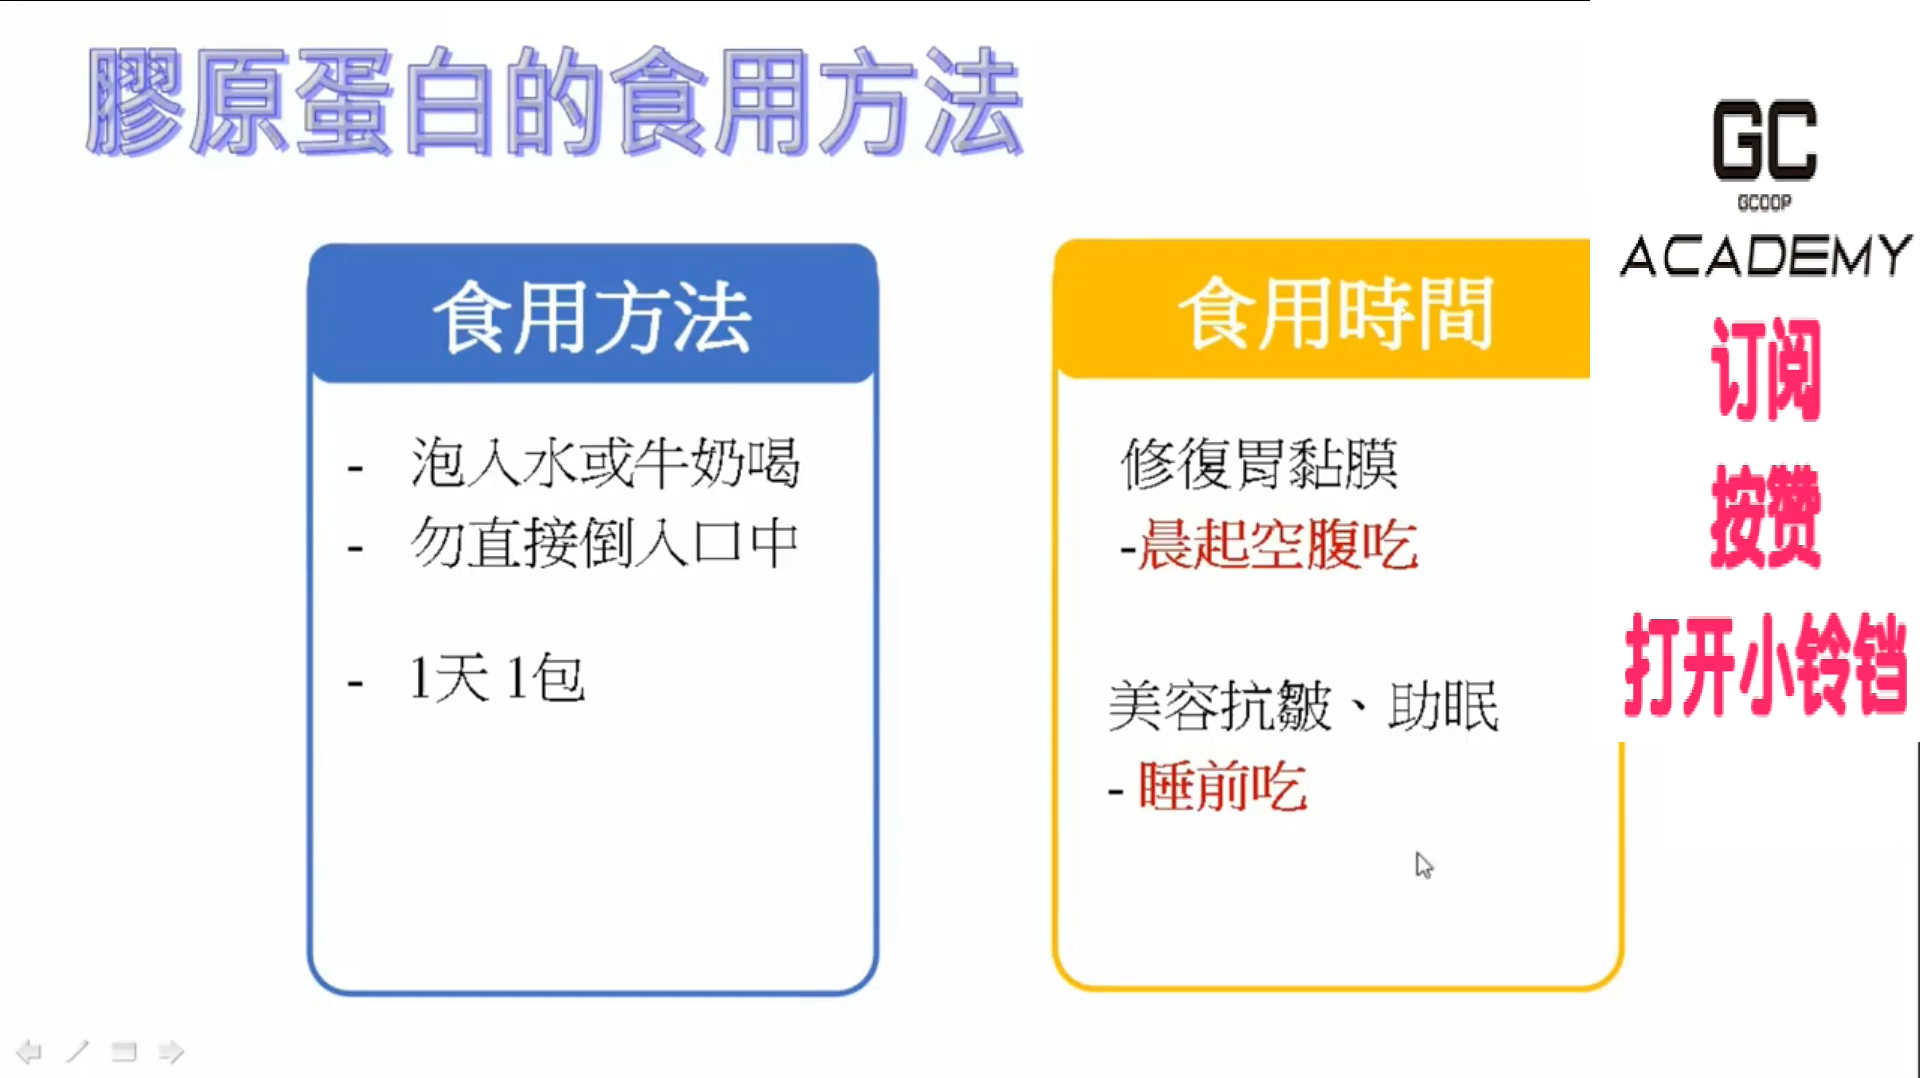 膠原蛋白的食用方法
食用方法
- 泡入水或牛奶喝
- 勿直接倒入口中
- 1天 1包
食用時間
修復胃黏膜
-晨起空腹吃
美容抗皺、助眠
- 睡前吃
GC
GCOOP
ACADEMY
订阅
按赞
打开小铃铛